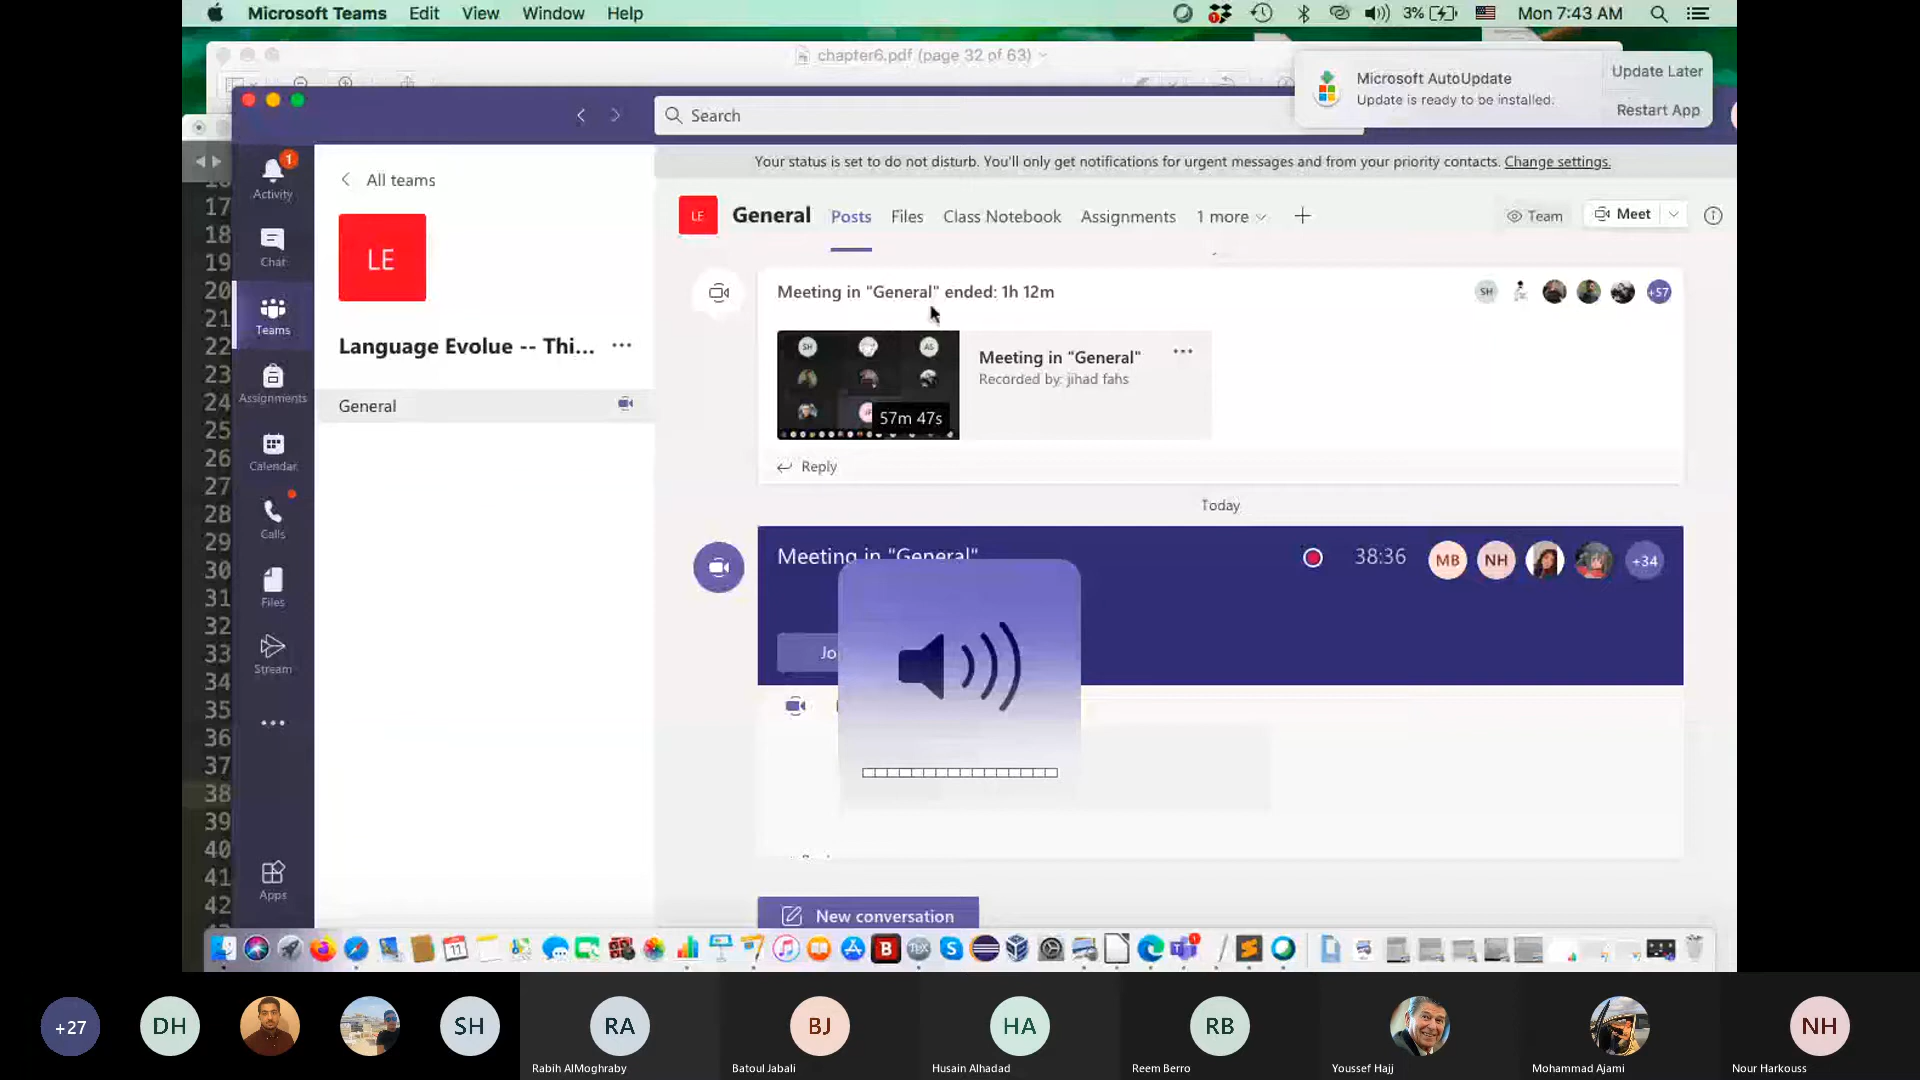 Microsoft Teams Edit View Window Help 3% Mon 7:43 AM
chapter6.pdf (page 32 of 63)
Microsoft AutoUpdate
Update is ready to be installed.
Update Later
Restart App
Search
Your status is set to do not disturb. You'll only get notifications for urgent messages and from your priority contacts. Change settings.
1
Activity
Chat
Teams
Assignments
Calendar
Calls
Files
Stream
Apps
17
18
19
20
21
22
23
24
25
26
27
28
29
30
31
32
33
34
35
36
37
38
39
40
41
42
All teams
LE
Language Evolue -- Thi...
General
LE General Posts Files Class Notebook Assignments 1 more Team Meet
Meeting in "General" ended: 1h 12m SH +57
SH AS
57m 47s
Meeting in "General"
Recorded by: jihad fahs
Reply
Today
Meeting in "General" 38:36 MB NH +34
Jo
New conversation
+27 DH SH RA BJ HA RB NH
Rabih AlMoghraby Batoul Jabali Husain Alhadad Reem Berro Youssef Hajj Mohammad Ajami Nour Harkouss